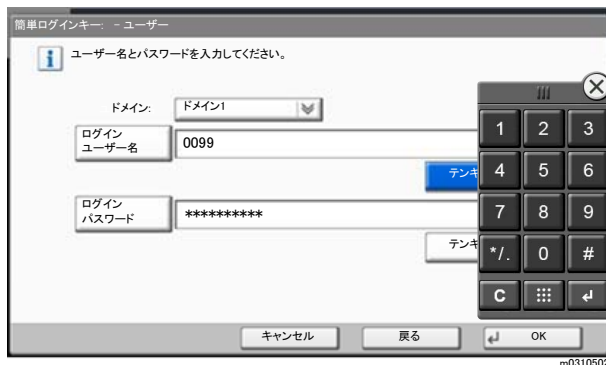 簡単ログインキー: - ユーザー
ユーザー名とパスワードを入力してください。
ドメイン: ドメイン1
ログイン
ユーザー名
0099
テンキ
ログイン
パスワード
**********
テンキ
1 2 3
4 5 6
7 8 9
*/. 0 #
C
キャンセル 戻る OK
m0310502